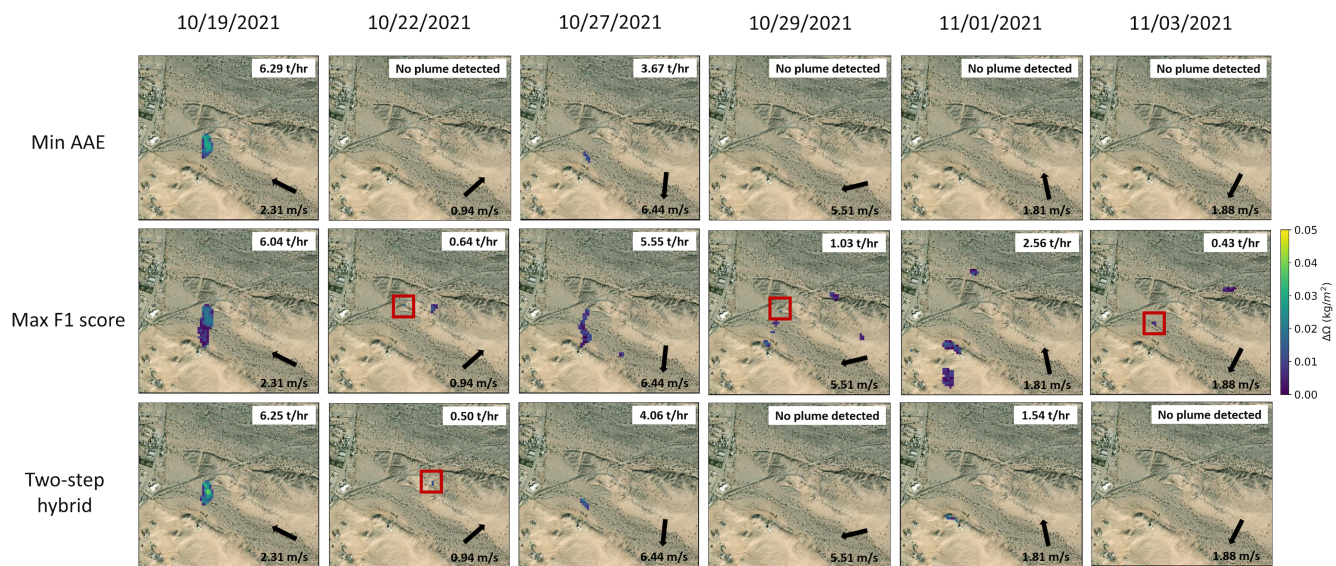 10/19/2021 10/22/2021 10/27/2021 10/29/2021 11/01/2021 11/03/2021
Min AAE
6.29 t/hr No plume detected 3.67 t/hr No plume detected No plume detected No plume detected
2.31 m/s 0.94 m/s 6.44 m/s 5.51 m/s 1.81 m/s 1.88 m/s
Max F1 score
6.04 t/hr 0.64 t/hr 5.55 t/hr 1.03 t/hr 2.56 t/hr 0.43 t/hr
2.31 m/s 0.94 m/s 6.44 m/s 5.51 m/s 1.81 m/s 1.88 m/s
Two-step
hybrid
6.25 t/hr 0.50 t/hr 4.06 t/hr No plume detected 1.54 t/hr No plume detected
2.31 m/s 0.94 m/s 6.44 m/s 5.51 m/s 1.81 m/s 1.88 m/s
0.05
0.04
0.03
0.02
0.01
0.00
ΔΩ (kg/m²)